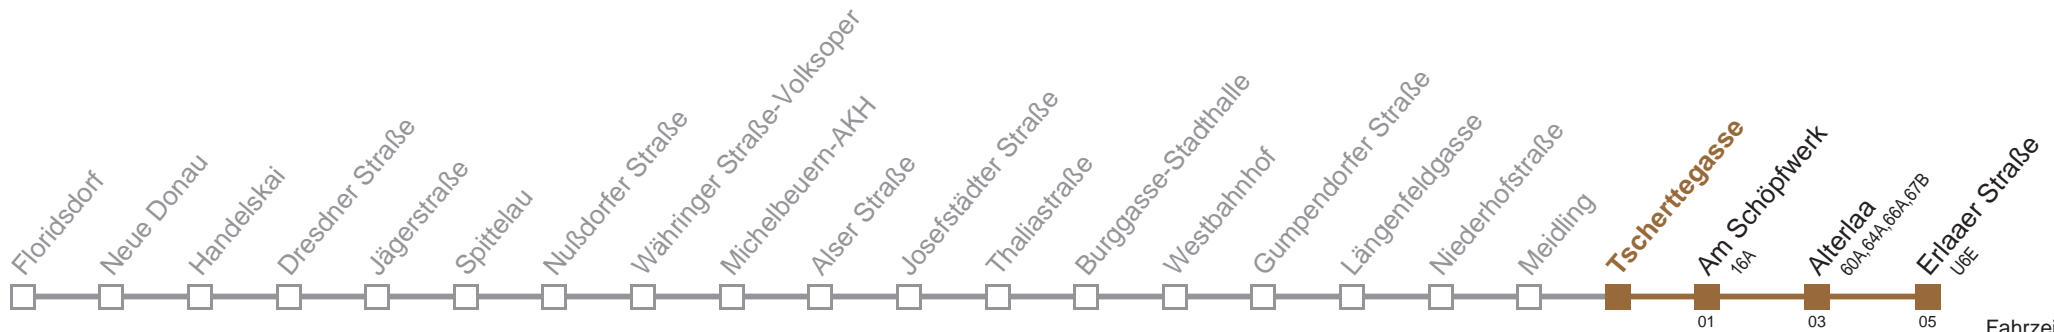 Floridsdorf
Neue Donau
Handelskai
Dresdner Straße
Jägerstraße
Spittelau
Nußdorfer Straße
Währinger Straße-Volksoper
Michelbeuern-AKH
Alser Straße
Josefstädter Straße
Thaliastraße
Burggasse-Stadthalle
Westbahnhof
Gumpendorfer Straße
Längenfeldgasse
Niederhofstraße
Meidling
Tscherttegasse
Am Schöpfwerk
16A
Alterlaa
60A,64A,66A,67B
Erlaaer Straße
U6E
01
03
05